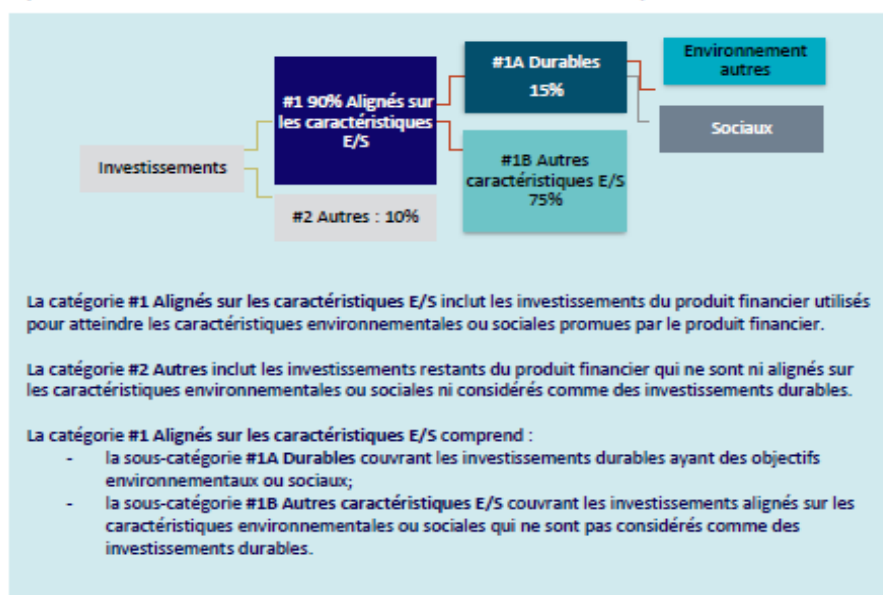 Investissements
#1 90% Alignés sur
les caractéristiques
E/S
#2 Autres : 10%
#1A Durables
15%
#1B Autres
caractéristiques E/S
75%
Environnement
autres
Sociaux
La catégorie #1 Alignés sur les caractéristiques E/S inclut les investissements du produit financier utilisés
pour atteindre les caractéristiques environnementales ou sociales promues par le produit financier.
La catégorie #2 Autres inclut les investissements restants du produit financier qui ne sont ni alignés sur
les caractéristiques environnementales ou sociales ni considérés comme des investissements durables.
La catégorie #1 Alignés sur les caractéristiques E/S comprend :
- la sous-catégorie #1A Durables couvrant les investissements durables ayant des objectifs
environnementaux ou sociaux;
- la sous-catégorie #1B Autres caractéristiques E/S couvrant les investissements alignés sur les
caractéristiques environnementales ou sociales qui ne sont pas considérés comme des
investissements durables.